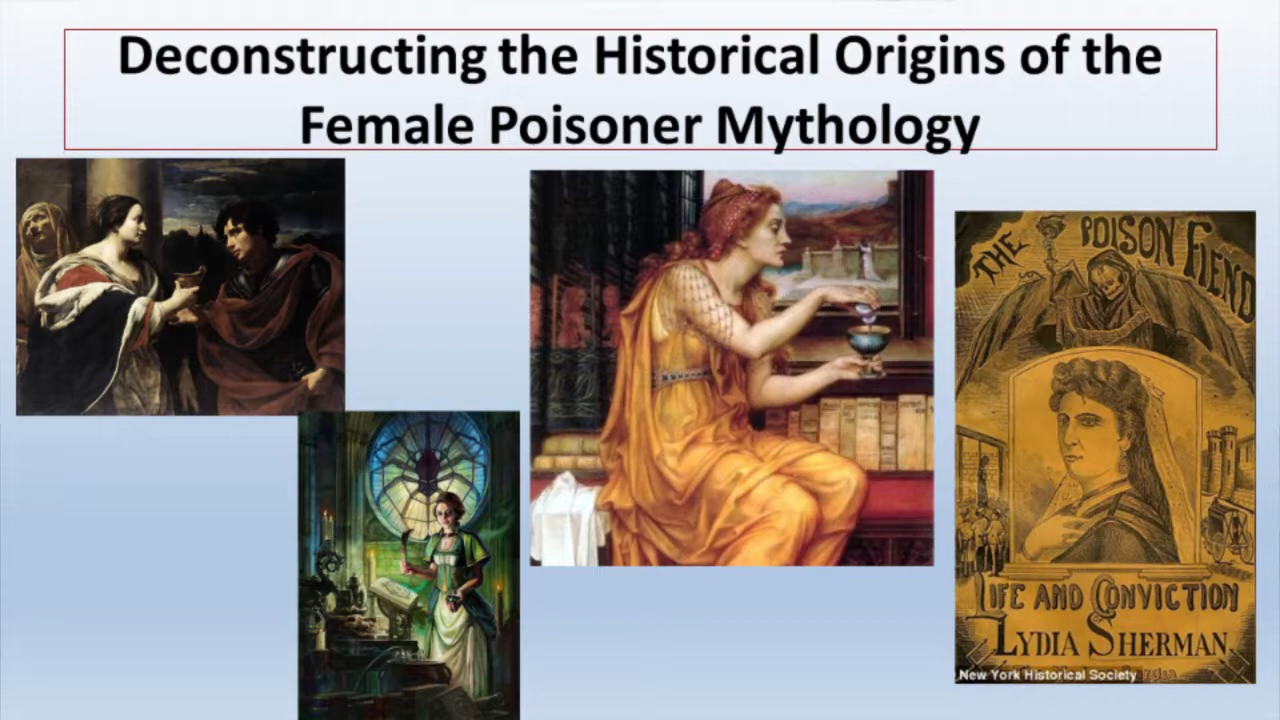 Deconstructing the Historical Origins of the
Female Poisoner Mythology
THE POISON FIEND
LIFE AND CONVICTION
LYDIA SHERMAN
New York Historical Society